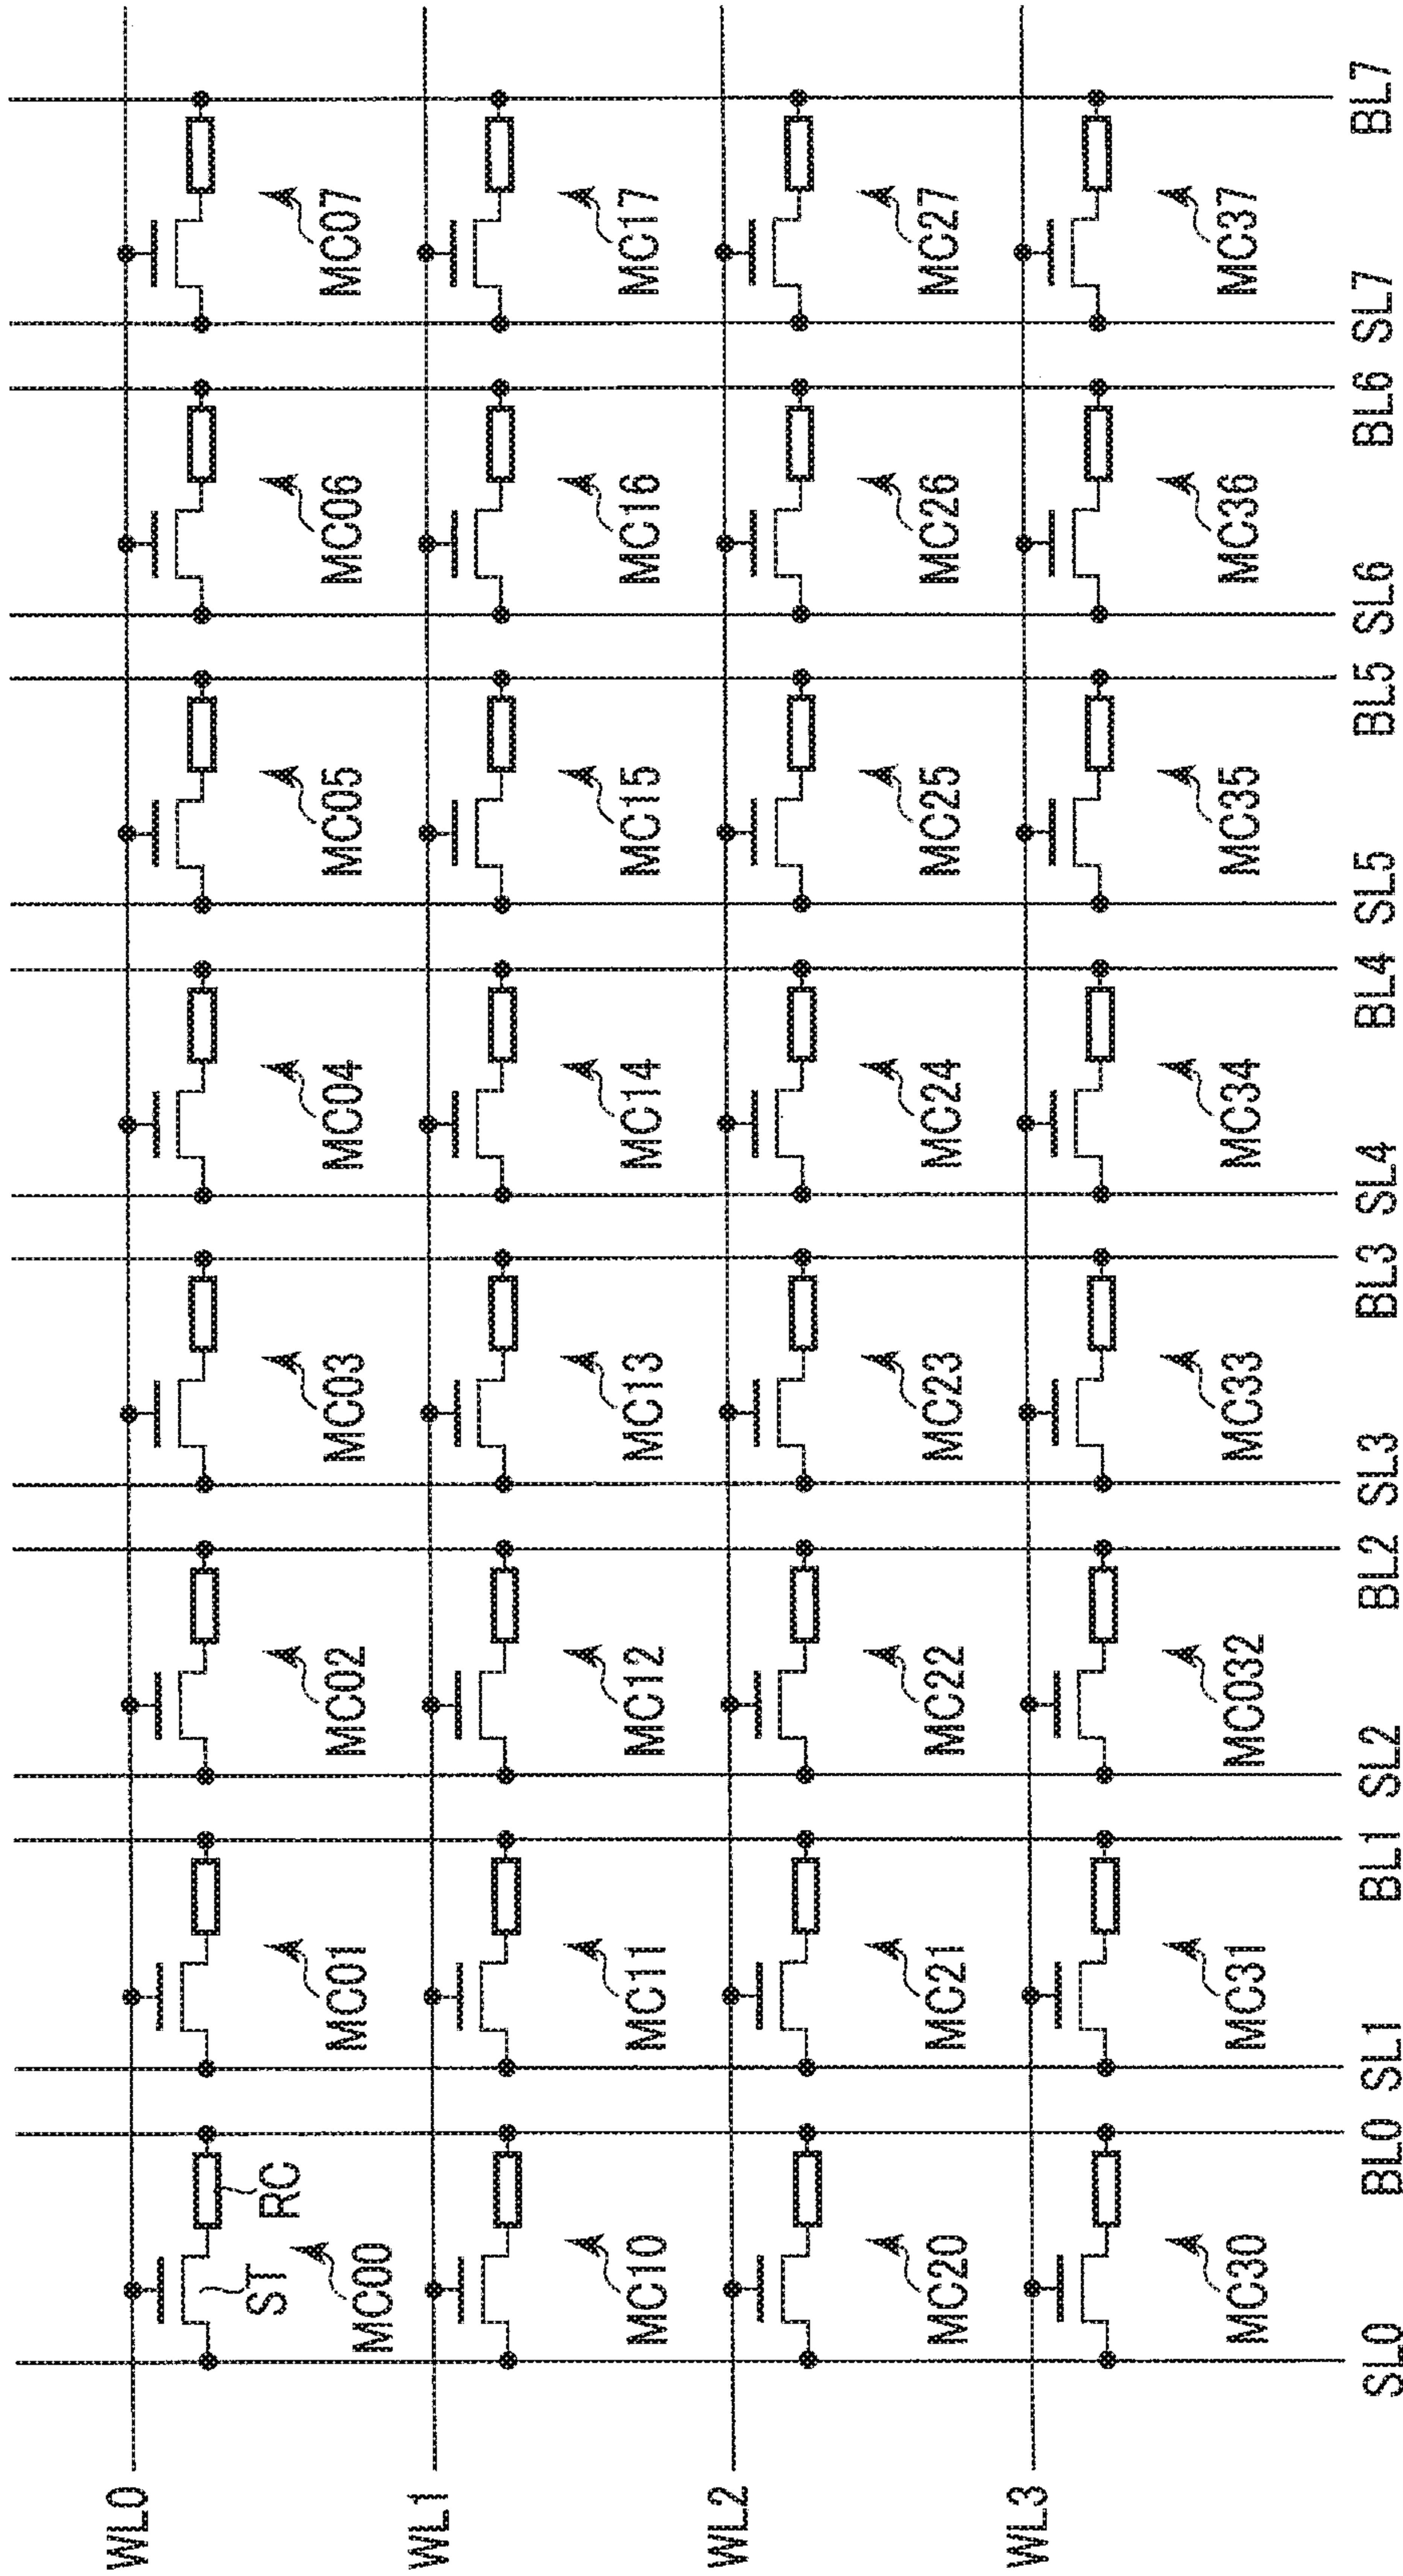 WL0
ST
RC
MC00 MC01 MC02 MC03 MC04 MC05 MC06 MC07
WL1
MC10 MC11 MC12 MC13 MC14 MC15 MC16 MC17
WL2
MC20 MC21 MC22 MC23 MC24 MC25 MC26 MC27
WL3
MC30 MC31 MC032 MC33 MC34 MC35 MC36 MC37
SL0 BL0 SL1 BL1 SL2 BL2 SL3 BL3 SL4 BL4 SL5 BL5 SL6 BL6 SL7 BL7